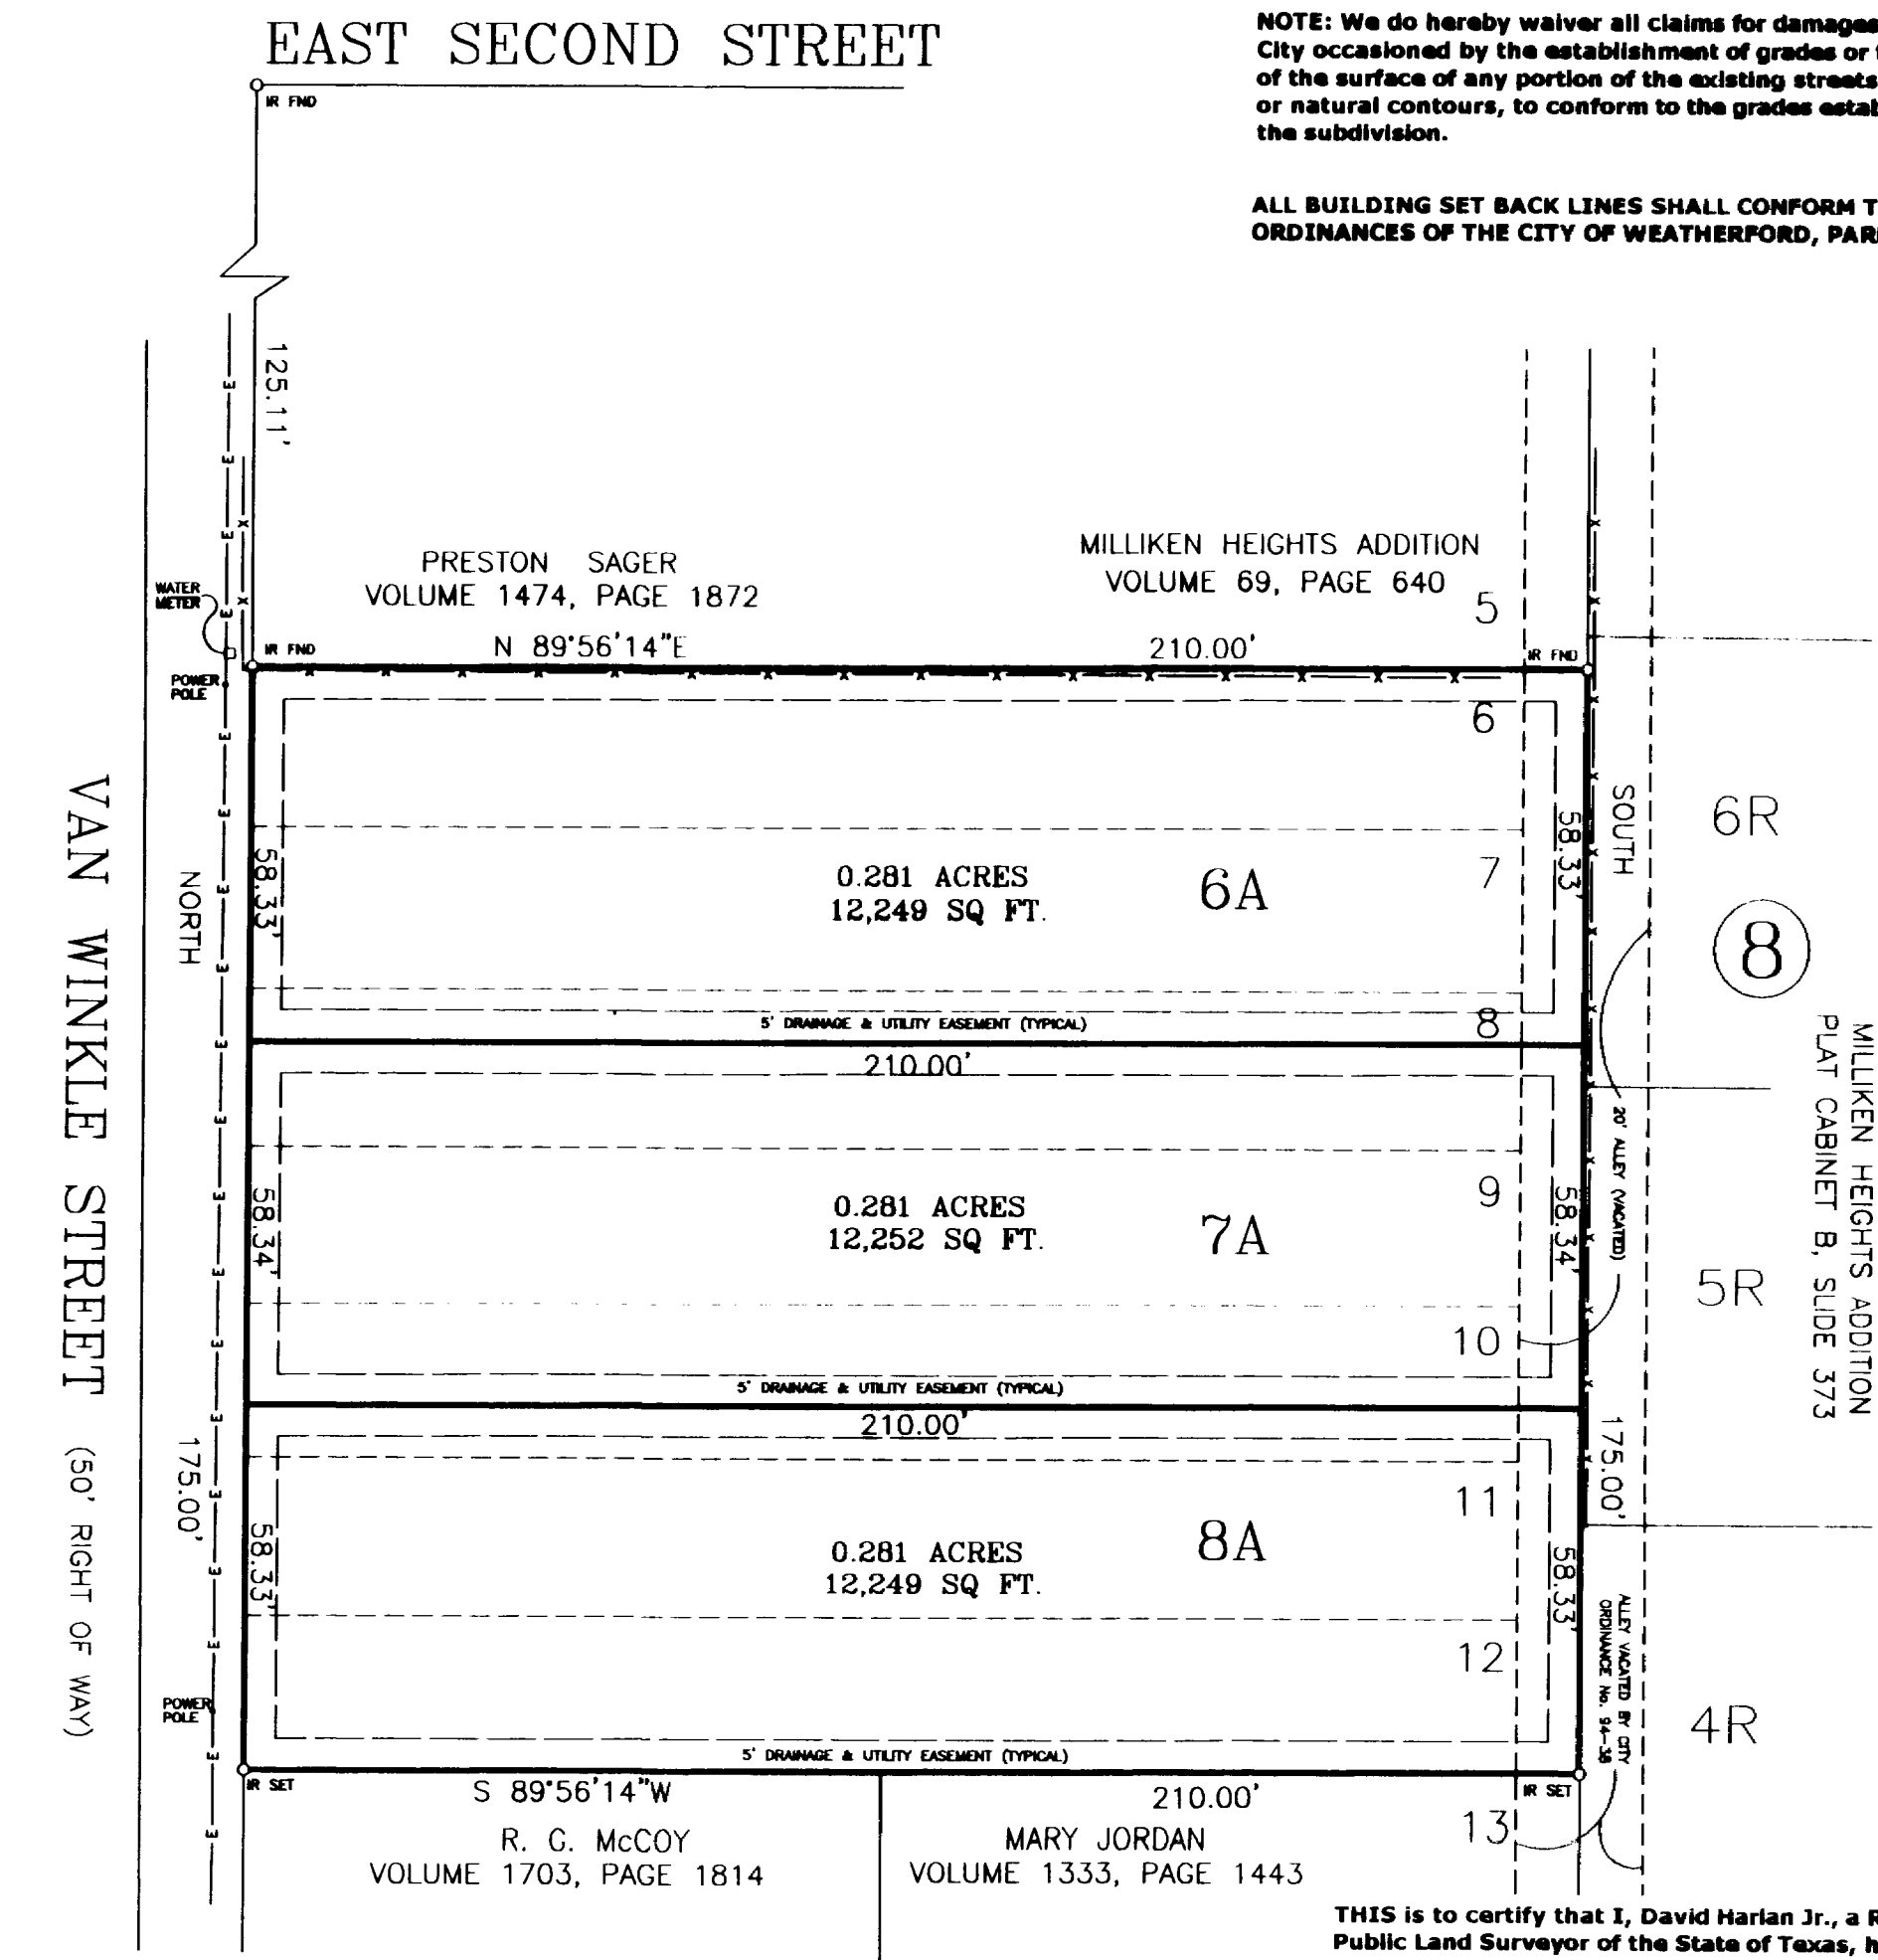 EAST SECOND STREET
NOTE: We do hereby waiver all claims for damages
City occasioned by the establishment of grades or
of the surface of any portion of the existing streets
or natural contours, to conform to the grades
the subdivision.
ALL BUILDING SET BACK LINES SHALL CONFORM
ORDINANCES OF THE CITY OF WEATHERFORD,
IR FND
125.11'
PRESTON SAGER
VOLUME 1474, PAGE 1872
MILLIKEN HEIGHTS ADDITION
VOLUME 69, PAGE 640
5
WATER
METER
IR FND
N 89°56'14"E
210.00'
IR FND
POWER
POLE
6
58.33'
0.281 ACRES
12,249 SQ FT.
6A
7
58.33'
SOUTH
6R
NORTH
8
5' DRAINAGE & UTILITY EASEMENT (TYPICAL)
8
210.00'
VAN WINKLE STREET (50' RIGHT OF WAY)
58.34'
0.281 ACRES
12,252 SQ FT.
7A
9
58.34'
20' ALLEY (VACATED)
5R
MILLIKEN HEIGHTS ADDITION
PLAT CABINET B, SLIDE 373
10
5' DRAINAGE & UTILITY EASEMENT (TYPICAL)
210.00'
175.00'
175.00'
11
58.33'
0.281 ACRES
12,249 SQ FT.
8A
58.33'
12
ALLEY VACATED BY CITY
ORDINANCE No. 94-38
4R
POWER
POLE
5' DRAINAGE & UTILITY EASEMENT (TYPICAL)
IR SET
S 89°56'14"W
210.00'
IR SET
13
R. G. McCOY
VOLUME 1703, PAGE 1814
MARY JORDAN
VOLUME 1333, PAGE 1443
THIS is to certify that I, David Harlan Jr., a
Public Land Surveyor of the State of Texas,